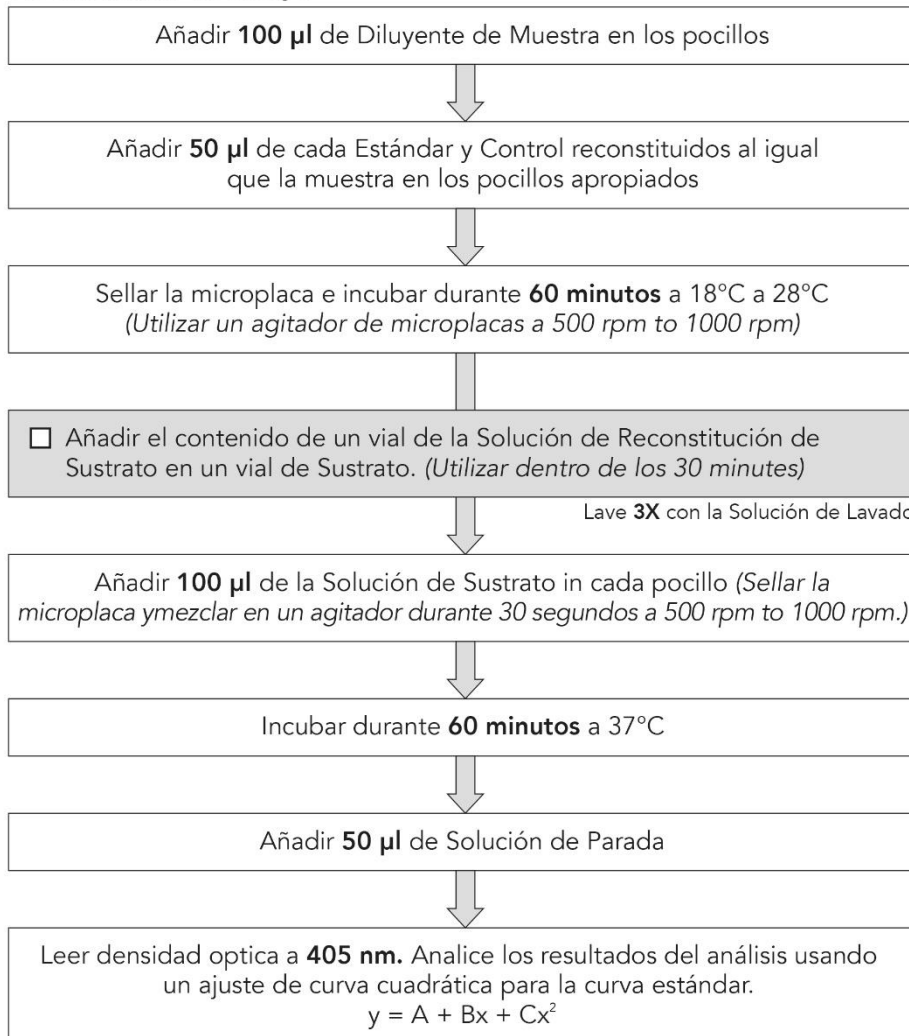 Añadir 100 µl de Diluyente de Muestra en los pocillos
Añadir 50 µl de cada Estándar y Control reconstituidos al igual
que la muestra en los pocillos apropiados
Sellar la microplaca e incubar durante 60 minutos a 18°C a 28°C
(Utilizar un agitador de microplacas a 500 rpm to 1000 rpm)
Añadir el contenido de un vial de la Solución de Reconstitución de
Sustrato en un vial de Sustrato. (Utilizar dentro de los 30 minutes)
Lave 3X con la Solución de Lavado
Añadir 100 µl de la Solución de Sustrato in cada pocillo (Sellar la
microplaca ymezclar en un agitador durante 30 segundos a 500 rpm to 1000 rpm.)
Incubar durante 60 minutos a 37°C
Añadir 50 µl de Solución de Parada
Leer densidad optica a 405 nm. Analice los resultados del análisis usando
un ajuste de curva cuadrática para la curva estándar.
y = A + Bx + Cx²